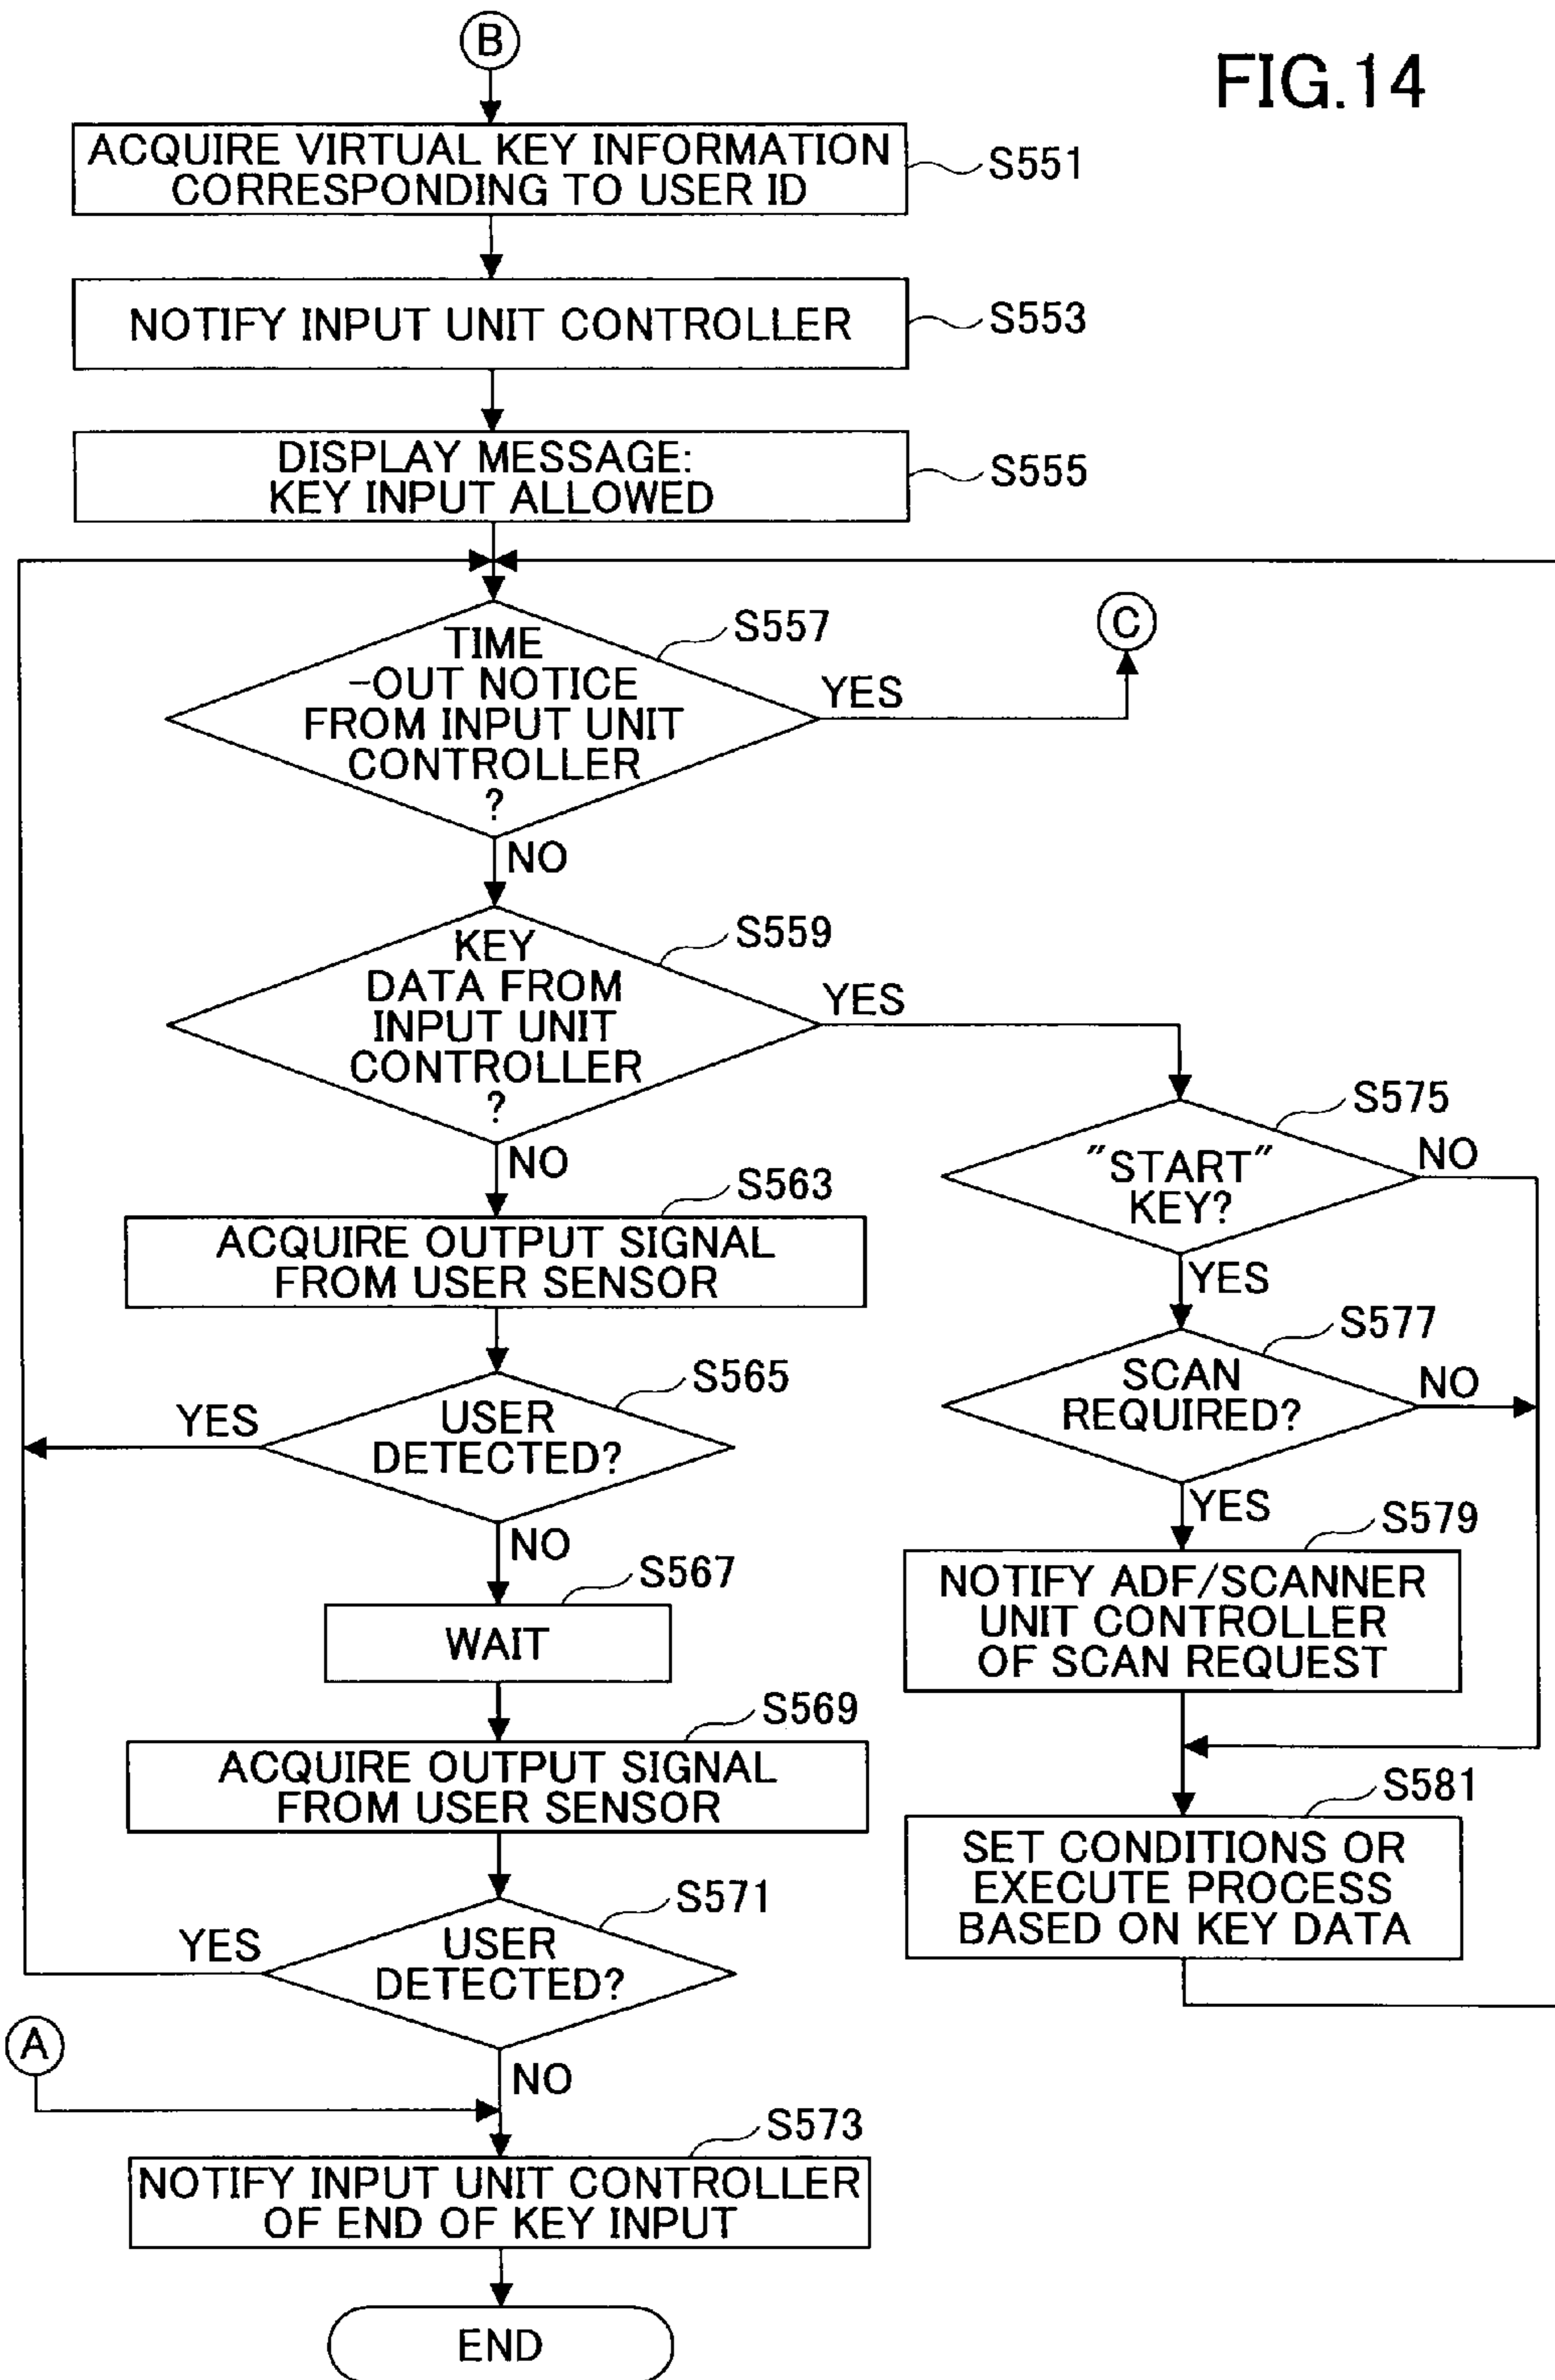 B
FIG.14
ACQUIRE VIRTUAL KEY INFORMATION
CORRESPONDING TO USER ID
S551
NOTIFY INPUT UNIT CONTROLLER
S553
DISPLAY MESSAGE:
KEY INPUT ALLOWED
S555
TIME
-OUT NOTICE
FROM INPUT UNIT
CONTROLLER
?
S557
YES
C
NO
KEY
DATA FROM
INPUT UNIT
CONTROLLER
?
S559
YES
NO
S563
ACQUIRE OUTPUT SIGNAL
FROM USER SENSOR
S565
USER
DETECTED?
YES
NO
S567
WAIT
S569
ACQUIRE OUTPUT SIGNAL
FROM USER SENSOR
S571
USER
DETECTED?
YES
NO
A
S573
NOTIFY INPUT UNIT CONTROLLER
OF END OF KEY INPUT
END
S575
"START"
KEY?
NO
YES
S577
SCAN
REQUIRED?
NO
YES
S579
NOTIFY ADF/SCANNER
UNIT CONTROLLER
OF SCAN REQUEST
S581
SET CONDITIONS OR
EXECUTE PROCESS
BASED ON KEY DATA